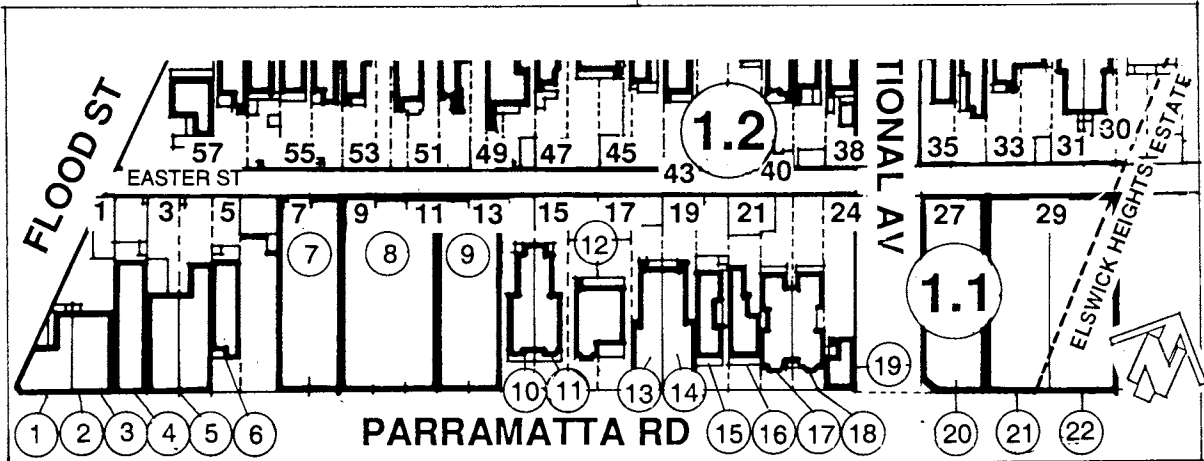 FLOOD ST
TIONAL AV
57 55 53 51 49 47 45 43 40 38 35 33 31 30
1.2
EASTER ST
1 3 5 7 9 11 13 15 17 19 21 24 27 29
7 8 9 12
1.1
ELSWICK HEIGHTS ESTATE
10 11 13 14 19
1 2 3 4 5 6 PARRAMATTA RD 15 16 17 18 20 21 22